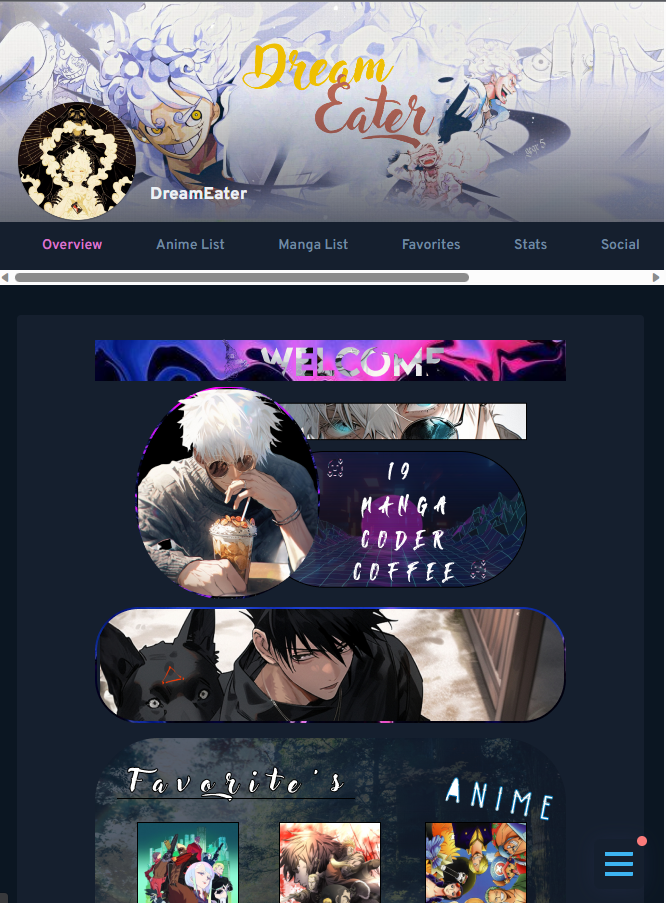 Dream
Eater
DreamEater
Overview
Anime List
Manga List
Favorites
Stats
Social
WELCOME
19
MANGA
CODER
COFFEE
Favorite's
ANIME